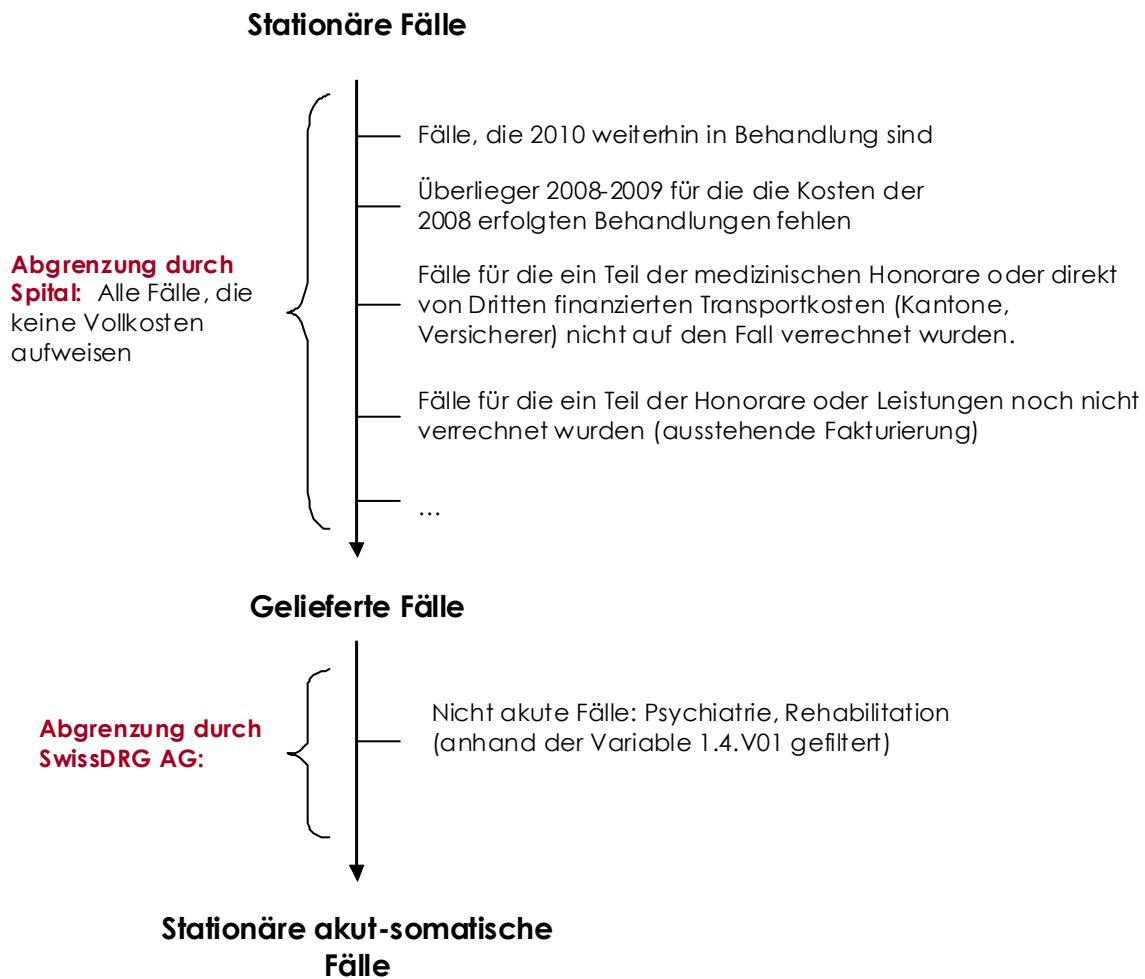 Stationäre Fälle
Fälle, die 2010 weiterhin in Behandlung sind
Überlieger 2008-2009 für die die Kosten der
2008 erfolgten Behandlungen fehlen
Abgrenzung durch
Spital: Alle Fälle, die
keine Vollkosten
aufweisen
Fälle für die ein Teil der medizinischen Honorare oder direkt
von Dritten finanzierten Transportkosten (Kantone,
Versicherer) nicht auf den Fall verrechnet wurden.
Fälle für die ein Teil der Honorare oder Leistungen noch nicht
verrechnet wurden (ausstehende Fakturierung)
...
Gelieferte Fälle
Abgrenzung durch
SwissDRG AG:
Nicht akute Fälle: Psychiatrie, Rehabilitation
(anhand der Variable 1.4.V01 gefiltert)
Stationäre akut-somatische
Fälle